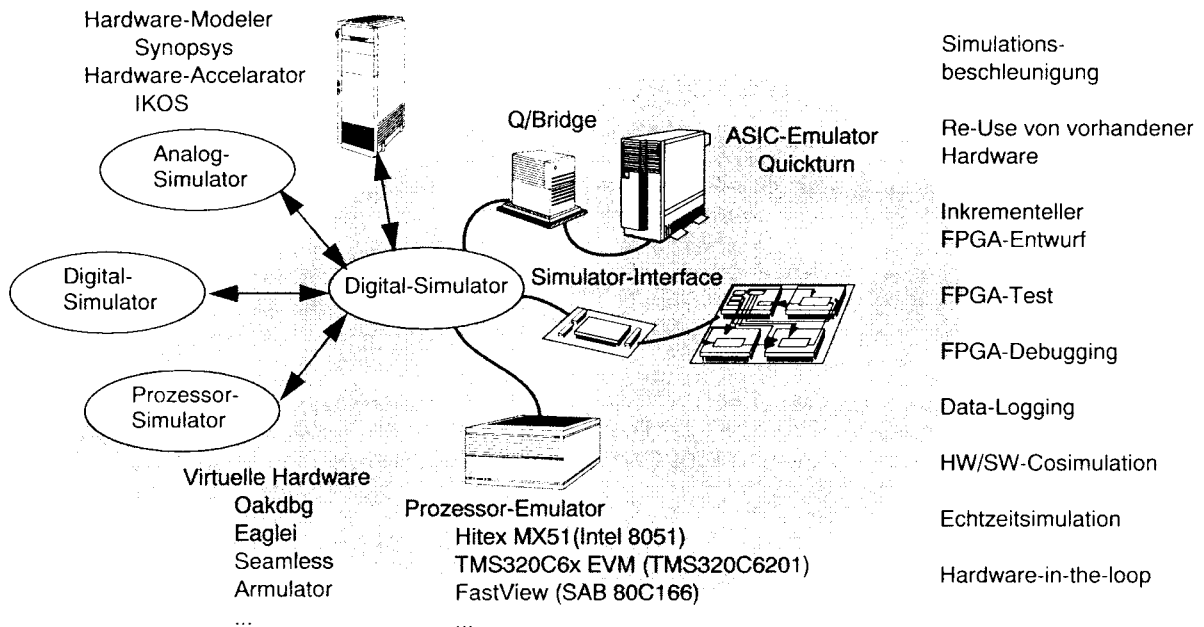 Hardware-Modeler
Synopsys
Hardware-Accelarator
IKOS
Analog-
Simulator
Digital-
Simulator
Prozessor-
Simulator
Digital-Simulator
Q/Bridge
ASIC-Emulator
Quickturn
Simulator-Interface
Virtuelle Hardware
Oakdbg
Eaglei
Seamless
Armulator
...
Prozessor-Emulator
Hitex MX51(Intel 8051)
TMS320C6x EVM (TMS320C6201)
FastView (SAB 80C166)
...
Simulations-
beschleunigung
Re-Use von vorhandener
Hardware
Inkrementeller
FPGA-Entwurf
FPGA-Test
FPGA-Debugging
Data-Logging
HW/SW-Cosimulation
Echtzeitsimulation
Hardware-in-the-loop